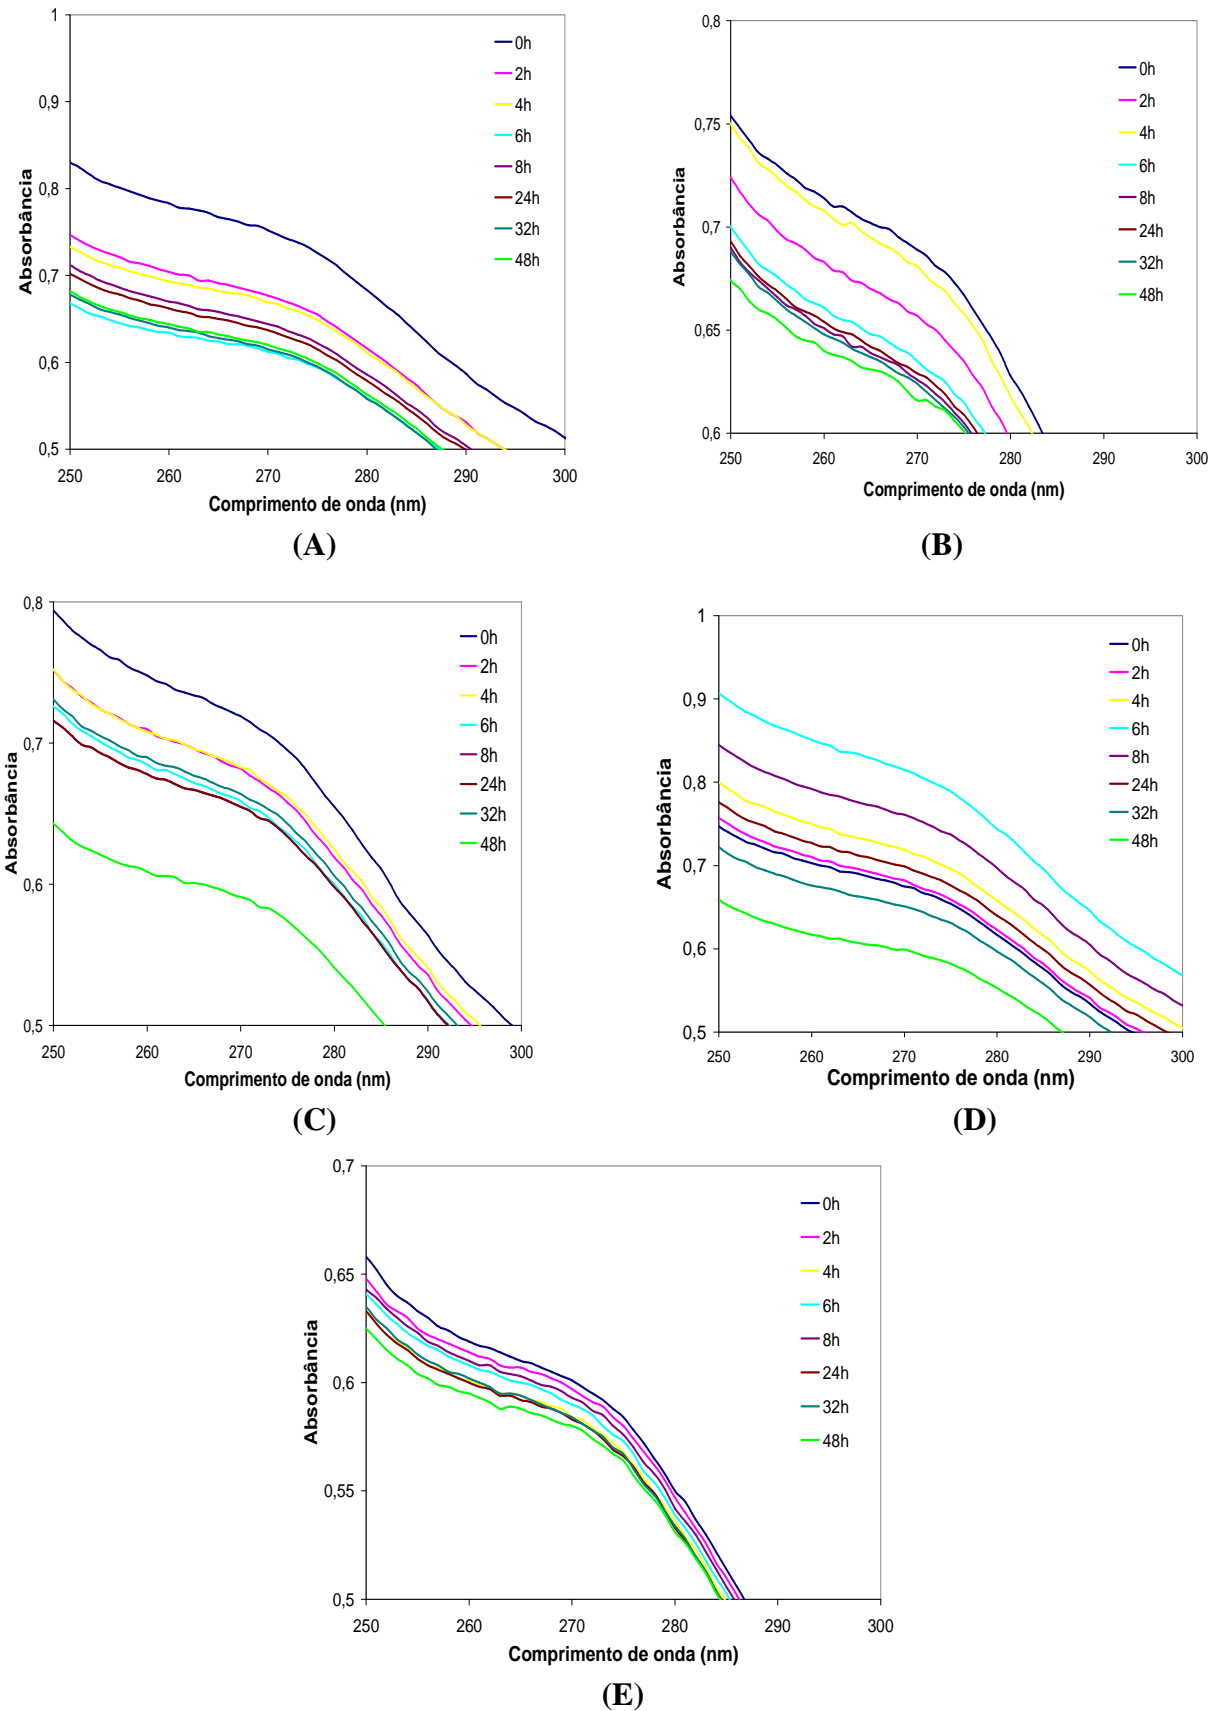 1
0,9
0,8
0,7
0,6
0,5
Absorbância
250 260 270 280 290 300
Comprimento de onda (nm)
0h
2h
4h
6h
8h
24h
32h
48h
(A)
0,8
0,75
0,7
0,65
0,6
Absorbância
250 260 270 280 290 300
Comprimento de onda (nm)
0h
2h
4h
6h
8h
24h
32h
48h
(B)
0,8
0,7
0,6
0,5
Absorbância
250 260 270 280 290 300
Comprimento de onda (nm)
0h
2h
4h
6h
8h
24h
32h
48h
(C)
1
0,9
0,8
0,7
0,6
0,5
Absorbância
250 260 270 280 290 300
Comprimento de onda (nm)
0h
2h
4h
6h
8h
24h
32h
48h
(D)
0,7
0,65
0,6
0,55
0,5
Absorbância
250 260 270 280 290 300
Comprimento de onda (nm)
0h
2h
4h
6h
8h
24h
32h
48h
(E)